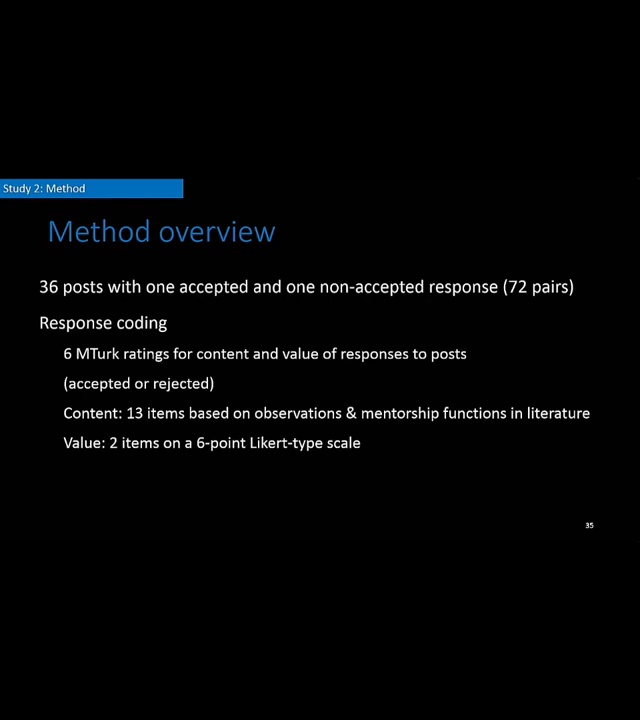 Study 2: Method
Method overview
36 posts with one accepted and one non-accepted response (72 pairs)
Response coding
6 MTurk ratings for content and value of responses to posts
(accepted or rejected)
Content: 13 items based on observations & mentorship functions in literature
Value: 2 items on a 6-point Likert-type scale
35